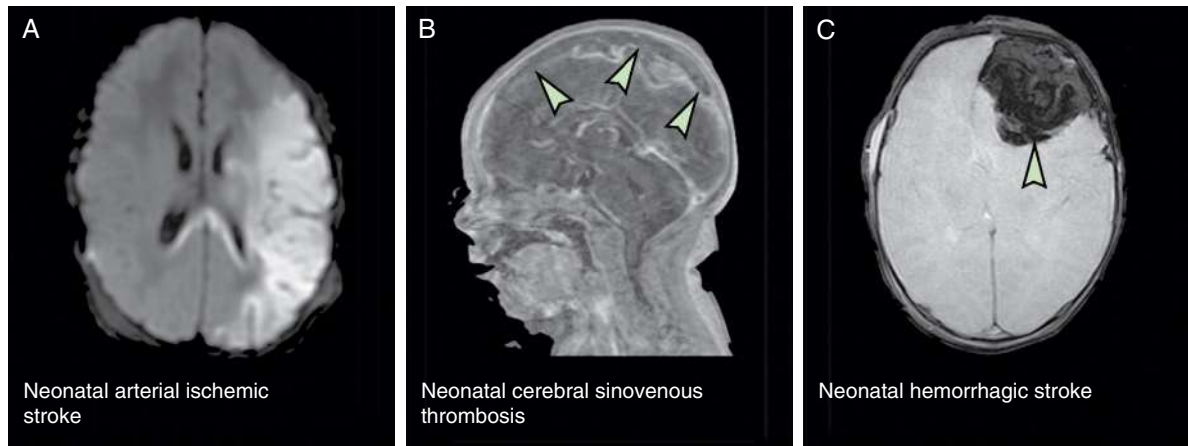 A
B
C
Neonatal arterial ischemic
stroke
Neonatal cerebral sinovenous
thrombosis
Neonatal hemorrhagic stroke